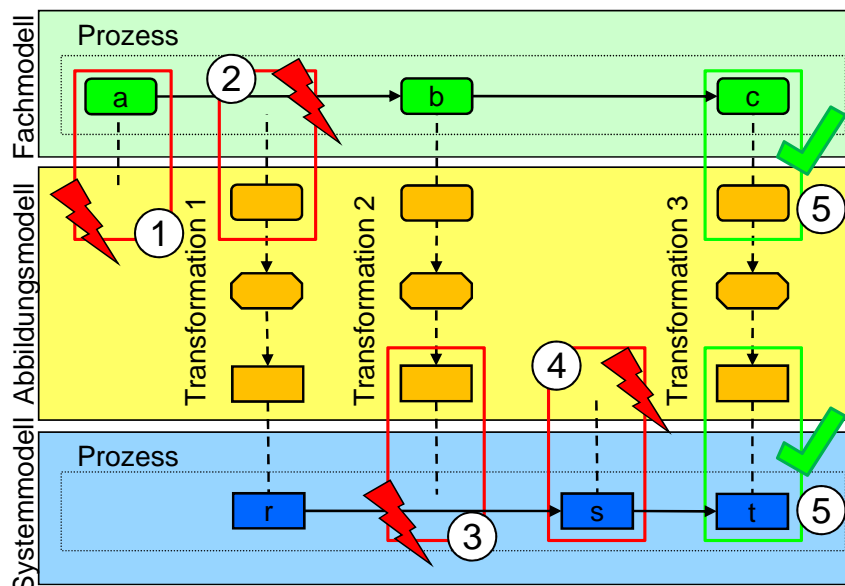 Fachmodell
Prozess
a
2
b
c
Abbildungsmodell
1
5
Transformation 1
Transformation 2
Transformation 3
4
Systemmodell
Prozess
r
3
s
t
5